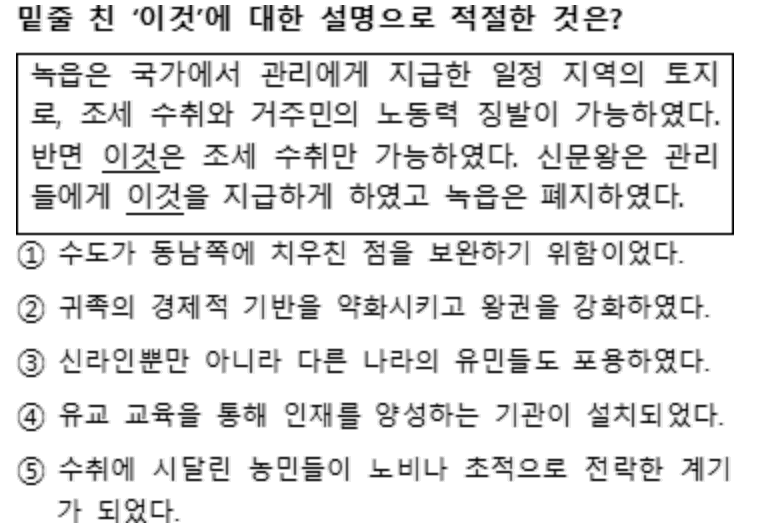 밑줄 친 '이것'에 대한 설명으로 적절한 것은?
녹읍은 국가에서 관리에게 지급한 일정 지역의 토지
로, 조세 수취와 거주민의 노동력 징발이 가능하였다.
반면 이것은 조세 수취만 가능하였다. 신문왕은 관리
들에게 이것을 지급하게 하였고 녹읍은 폐지하였다.
① 수도가 동남쪽에 치우친 점을 보완하기 위함이었다.
② 귀족의 경제적 기반을 약화시키고 왕권을 강화하였다.
③ 신라인뿐만 아니라 다른 나라의 유민들도 포용하였다.
④ 유교 교육을 통해 인재를 양성하는 기관이 설치되었다.
⑤ 수취에 시달린 농민들이 노비나 초적으로 전락한 계기
가 되었다.